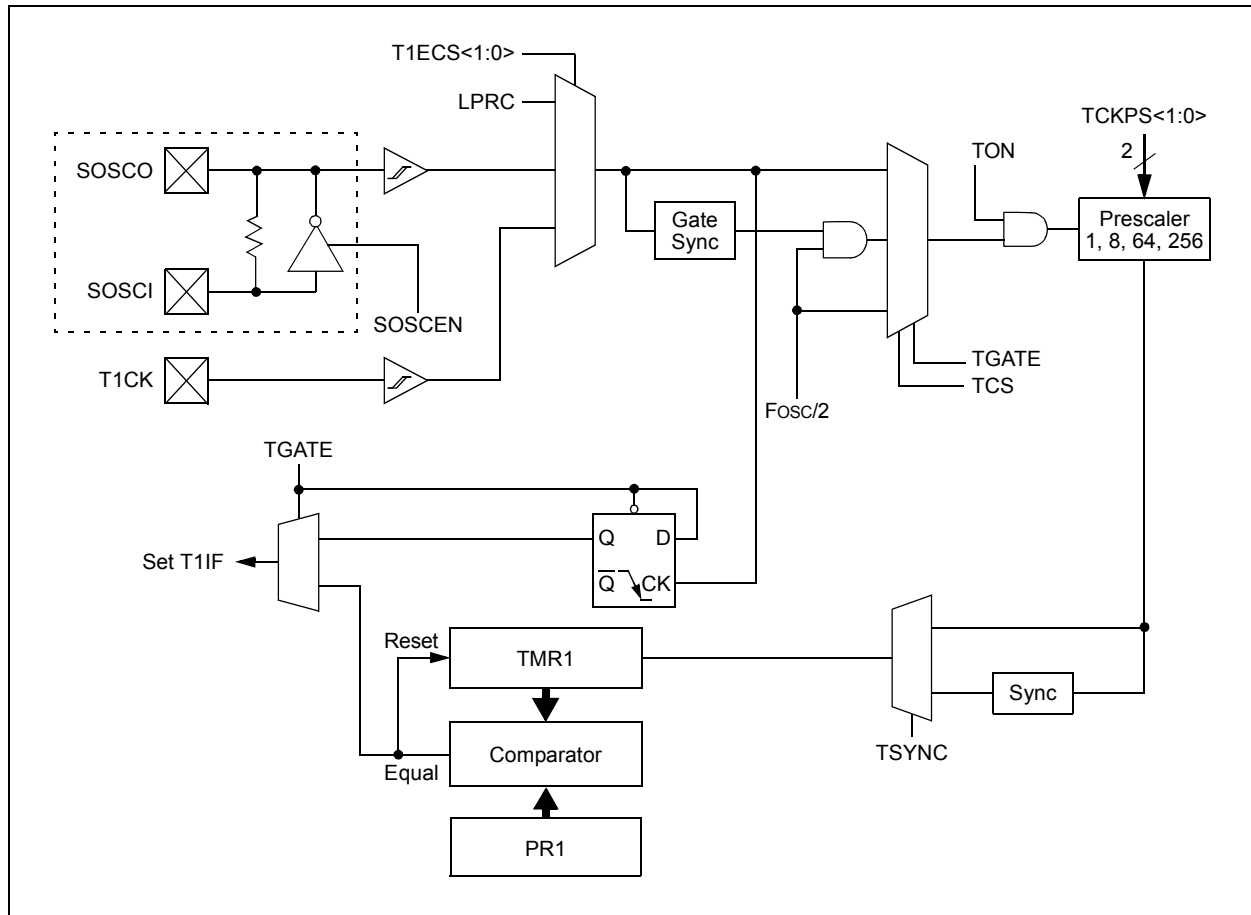 T1ECS<1:0>
LPRC
SOSCO
SOSCI
SOSCEN
T1CK
Gate
Sync
FOSC/2
TON
TCKPS<1:0>
2
Prescaler
1, 8, 64, 256
TGATE
TCS
TGATE
Set T1IF
Q D
Q CK
Reset
TMR1
Sync
TSYNC
Equal
Comparator
PR1